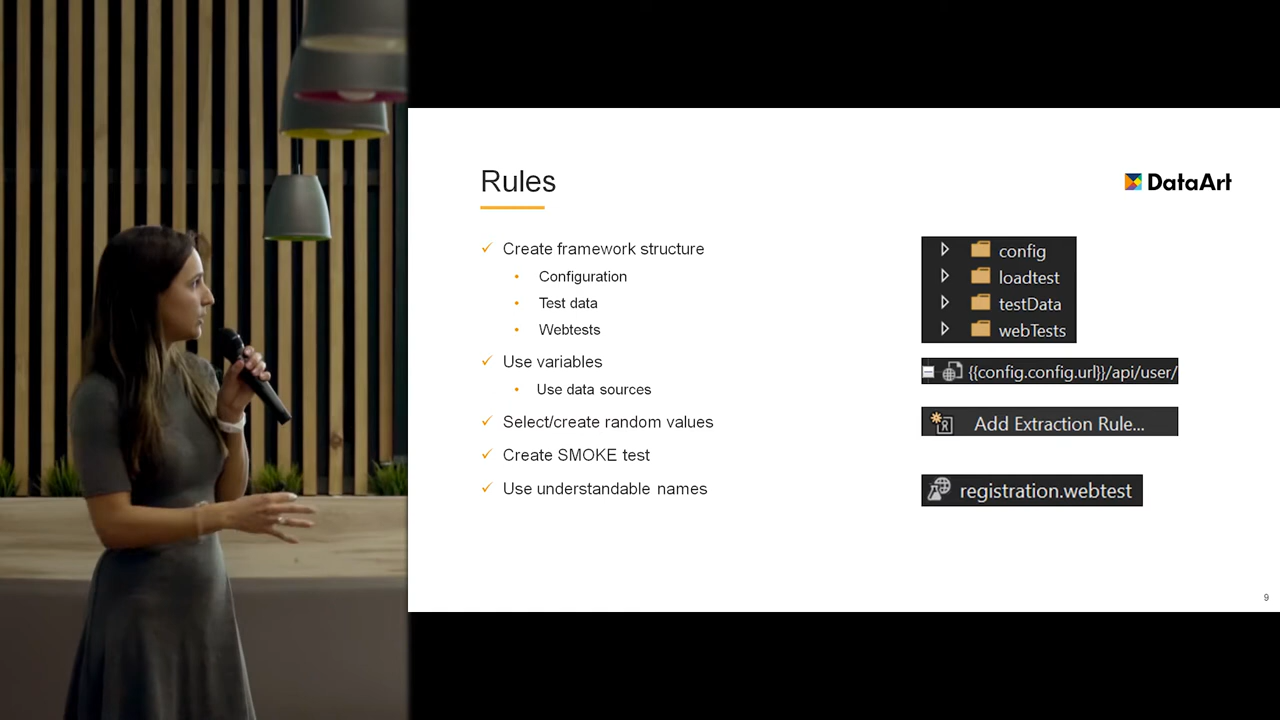 Rules
DataArt
Create framework structure
Configuration
Test data
Webtests
Use variables
Use data sources
Select/create random values
Create SMOKE test
Use understandable names
config
loadtest
testData
webTests
{{config.config.url}}/api/user/
Add Extraction Rule...
registration.webtest
9